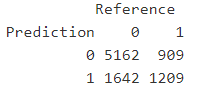 Reference
Prediction 0 1
0 5162 909
1 1642 1209